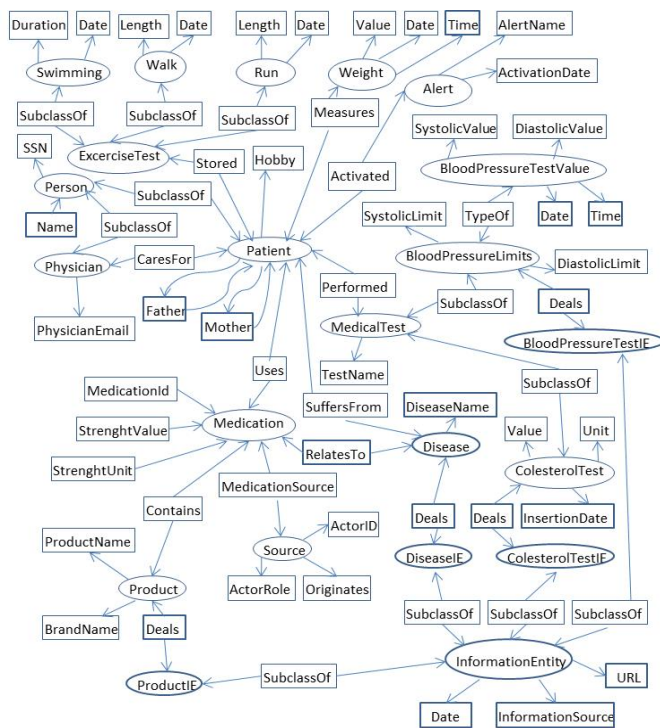 Duration
Date
Length
Date
Length
Date
Value
Date
Time
AlertName
Swimming
Walk
Run
Weight
Alert
ActivationDate
SubclassOf
SubclassOf
SubclassOf
Measures
SystolicValue
DiastolicValue
SSN
ExcerciseTest
Stored
Hobby
Activated
BloodPressureTestValue
Person
SubclassOf
SystolicLimit
TypeOf
Date
Time
Name
SubclassOf
Physician
CaresFor
Patient
BloodPressureLimits
DiastolicLimit
Performed
SubclassOf
Deals
Father
Mother
PhysicianEmail
MedicalTest
BloodPressureTestIE
Uses
TestName
SubclassOf
MedicationId
SuffersFrom
DiseaseName
StrenghtValue
Medication
Value
Unit
RelatesTo
Disease
StrenghtUnit
ColesterolTest
MedicationSource
Contains
ActorID
Deals
Deals
InsertionDate
ProductName
Source
DiseaseIE
ColesterolTestIE
Product
ActorRole
Originates
BrandName
Deals
SubclassOf
SubclassOf
SubclassOf
ProductIE
SubclassOf
InformationEntity
URL
Date
InformationSource